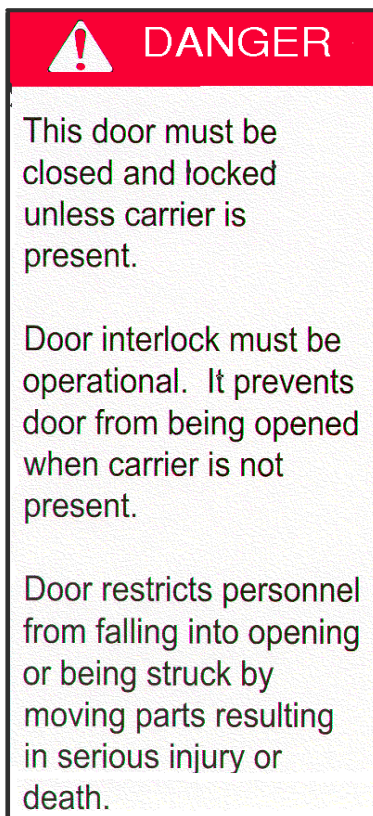 DANGER
This door must be
closed and locked
unless carrier is
present.
Door interlock must be
operational. It prevents
door from being opened
when carrier is not
present.
Door restricts personnel
from falling into opening
or being struck by
moving parts resulting
in serious injury or
death.